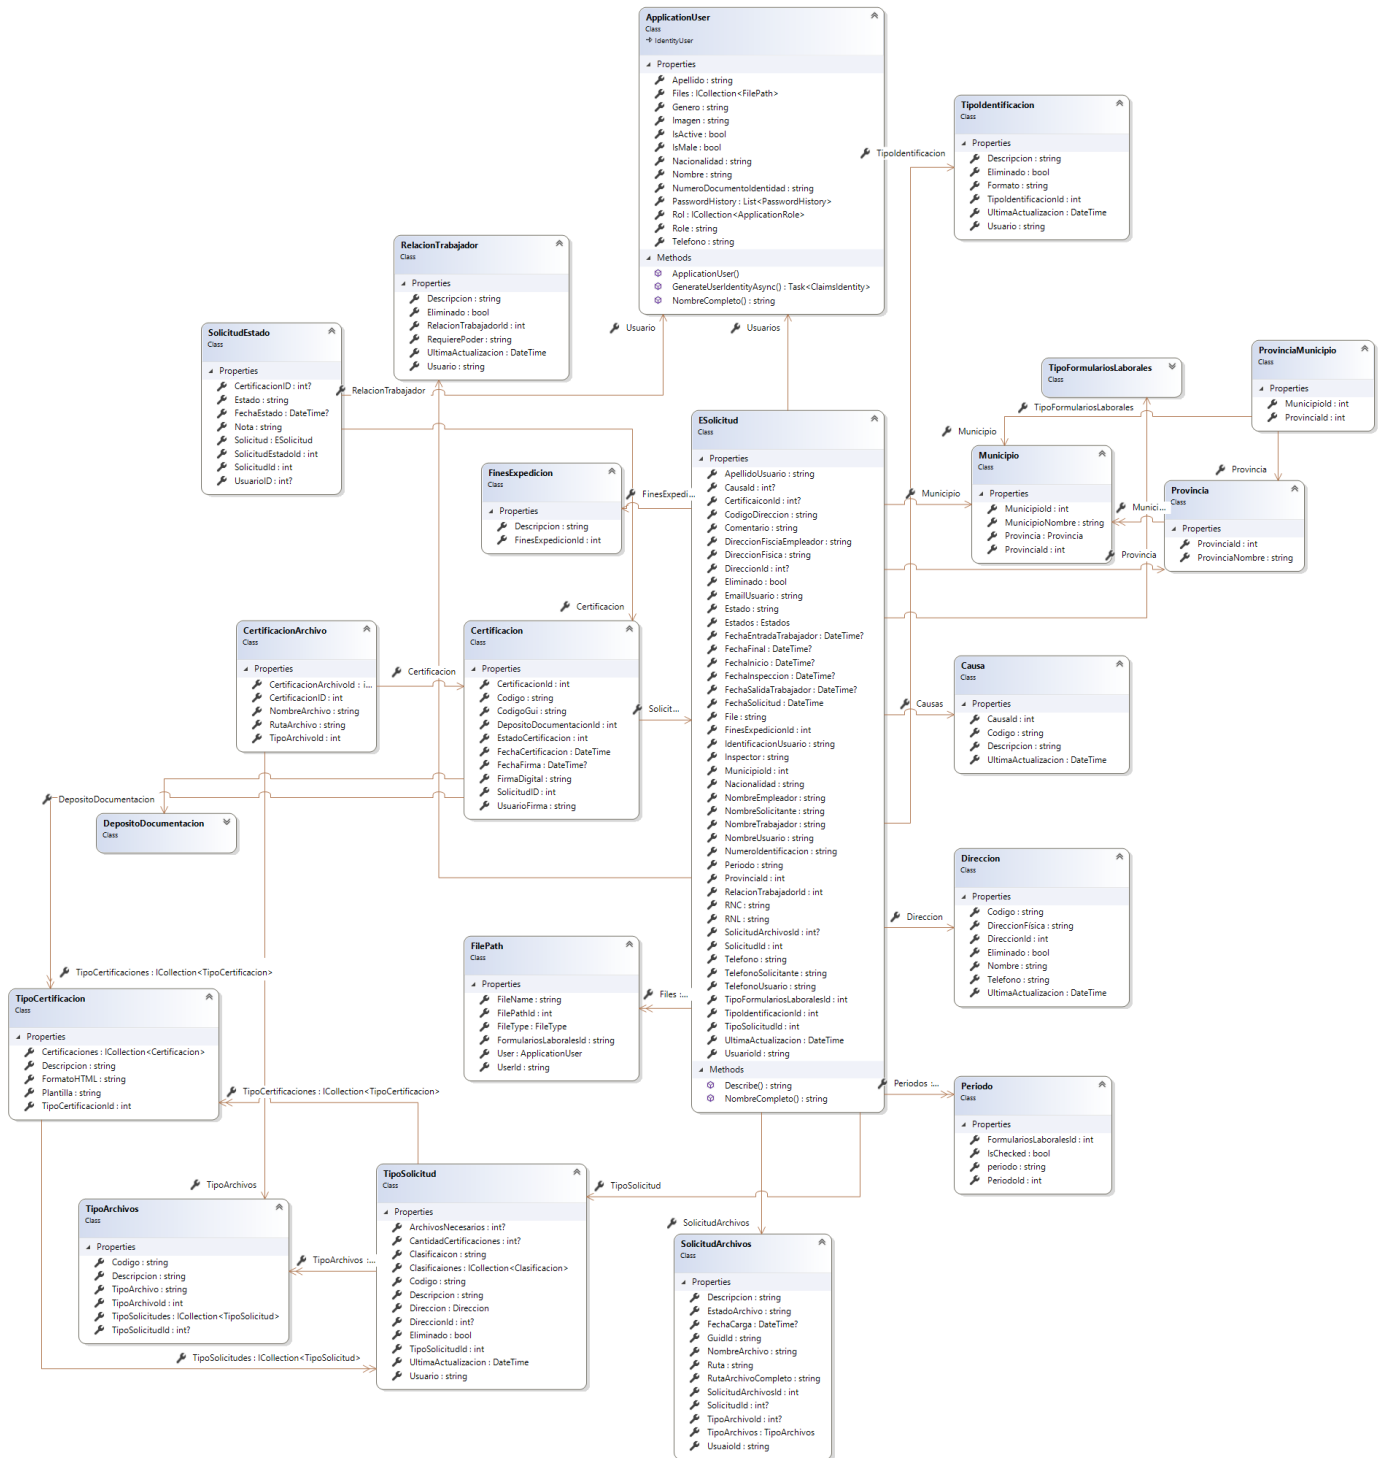 ApplicationUser
Class
IdentityUser
Properties
Apellido : string
Files : ICollection<FilePath>
Genero : string
Imagen : string
IsActive : bool
IsMale : bool
Nacionalidad : string
Nombre : string
NumeroDocumentoIdentidad : string
PasswordHistory : List<PasswordHistory>
Rol : ICollection<ApplicationRole>
Role : string
Telefono : string
Methods
ApplicationUser()
GenerateUserIdentityAsync() : Task<ClaimsIdentity>
NombreCompleto() : string
TipoIdentificacion
TipoIdentificacion
Class
Properties
Descripcion : string
Eliminado : bool
Formato : string
TipoIdentificacionId : int
UltimaActualizacion : DateTime
Usuario : string
RelacionTrabajador
Class
Properties
Descripcion : string
Eliminado : bool
RelacionTrabajadorId : int
RequierePoder : string
UltimaActualizacion : DateTime
Usuario : string
Usuario
Usuarios
SolicitudEstado
Class
Properties
CertificacionID : int?
Estado : string
FechaEstado : DateTime?
Nota : string
Solicitud : ESolicitud
SolicitudEstadoId : int
SolicitudId : int
UsuarioID : int?
RelacionTrabajador
TipoFormulariosLaborales
Class
TipoFormulariosLaborales
ProvinciaMunicipio
Class
Properties
MunicipioId : int
ProvinciaId : int
Municipio
Provincia
FinesExpedicion
Class
Properties
Descripcion : string
FinesExpedicionId : int
FinesExpedi...
ESolicitud
Class
Properties
ApellidoUsuario : string
CausaId : int?
CertificaiconId : int?
CodigoDireccion : string
Comentario : string
DireccionFisciaEmpleador : string
DireccionFisica : string
DireccionId : int?
Eliminado : bool
EmailUsuario : string
Estado : string
Estados : Estados
FechaEntradaTrabajador : DateTime?
FechaFinal : DateTime?
FechaInicio : DateTime?
FechaInspeccion : DateTime?
FechaSalidaTrabajador : DateTime?
FechaSolicitud : DateTime
File : string
FinesExpedicionId : int
IdentificacionUsuario : string
Inspector : string
MunicipioId : int
Nacionalidad : string
NombreEmpleador : string
NombreSolicitante : string
NombreTrabajador : string
NombreUsuario : string
NumeroIdentificacion : string
Periodo : string
ProvinciaId : int
RelacionTrabajadorId : int
RNC : string
RNL : string
SolicitudArchivosId : int?
SolicitudId : int
Telefono : string
TelefonoSolicitante : string
TelefonoUsuario : string
TipoFormulariosLaboralesId : int
TipoIdentificacionId : int
TipoSolicitudId : int
UltimaActualizacion : DateTime
UsuarioId : string
Methods
Describe() : string
NombreCompleto() : string
Municipio
Municipio
Class
Properties
MunicipioId : int
MunicipioNombre : string
Provincia : Provincia
ProvinciaId : int
Munici...
Provincia
Class
Properties
ProvinciaId : int
ProvinciaNombre : string
Provincia
Certificacion
CertificacionArchivo
Class
Properties
CertificacionArchivoId : i...
CertificacionID : int
NombreArchivo : string
RutaArchivo : string
TipoArchivoId : int
Certificacion
Certificacion
Class
Properties
CertificacionId : int
Codigo : string
CodigoGui : string
DepositoDocumentacionId : int
EstadoCertificacion : int
FechaCertificacion : DateTime
FechaFirma : DateTime?
FirmaDigital : string
SolicitudID : int
UsuarioFirma : string
Solicit...
Causas
Causa
Class
Properties
CausaId : int
Codigo : string
Descripcion : string
UltimaActualizacion : DateTime
DepositoDocumentacion
DepositoDocumentacion
Class
Direccion
Direccion
Class
Properties
Codigo : string
DireccionFísica : string
DireccionId : int
Eliminado : bool
Nombre : string
Telefono : string
UltimaActualizacion : DateTime
FilePath
Class
Properties
FileName : string
FilePathId : int
FileType : FileType
FormulariosLaboralesId : string
User : ApplicationUser
UserId : string
Files :...
TipoCertificaciones : ICollection<TipoCertificacion>
TipoCertificacion
Class
Properties
Certificaciones : ICollection<Certificacion>
Descripcion : string
FormatoHTML : string
Plantilla : string
TipoCertificacionId : int
TipoCertificaciones : ICollection<TipoCertificacion>
Periodos :...
Periodo
Class
Properties
FormulariosLaboralesId : int
IsChecked : bool
periodo : string
PeriodoId : int
TipoArchivos
TipoArchivos
Class
Properties
Codigo : string
Descripcion : string
TipoArchivo : string
TipoArchivoId : int
TipoSolicitudes : ICollection<TipoSolicitud>
TipoSolicitudId : int?
TipoArchivos :...
TipoSolicitudes : ICollection<TipoSolicitud>
TipoSolicitud
Class
Properties
ArchivosNecesarios : int?
CantidadCertificaciones : int?
Clasificaicon : string
Clasificaiones : ICollection<Clasificacion>
Codigo : string
Descripcion : string
Direccion : Direccion
DireccionId : int?
Eliminado : bool
TipoSolicitudId : int
UltimaActualizacion : DateTime
Usuario : string
TipoSolicitud
SolicitudArchivos
SolicitudArchivos
Class
Properties
Descripcion : string
EstadoArchivo : string
FechaCarga : DateTime?
GuidId : string
NombreArchivo : string
Ruta : string
RutaArchivoCompleto : string
SolicitudArchivosId : int
SolicitudId : int?
TipoArchivoId : int?
TipoArchivos : TipoArchivos
UsuaioId : string